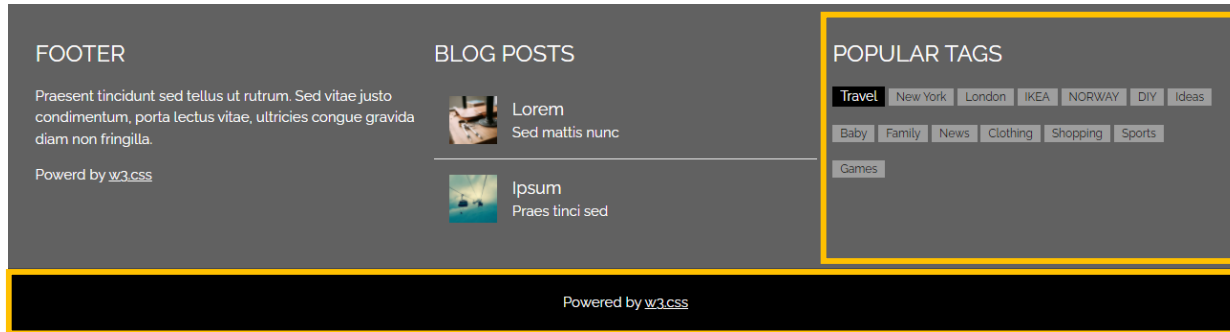 FOOTER
Praesent tincidunt sed tellus ut rutrum. Sed vitae justo
condimentum, porta lectus vitae, ultricies congue gravida
diam non fringilla.
Powerd by w3.css
BLOG POSTS
Lorem
Sed mattis nunc
Ipsum
Praes tinci sed
POPULAR TAGS
Travel New York London IKEA NORWAY DIY Ideas
Baby Family News Clothing Shopping Sports
Games
Powered by w3.css